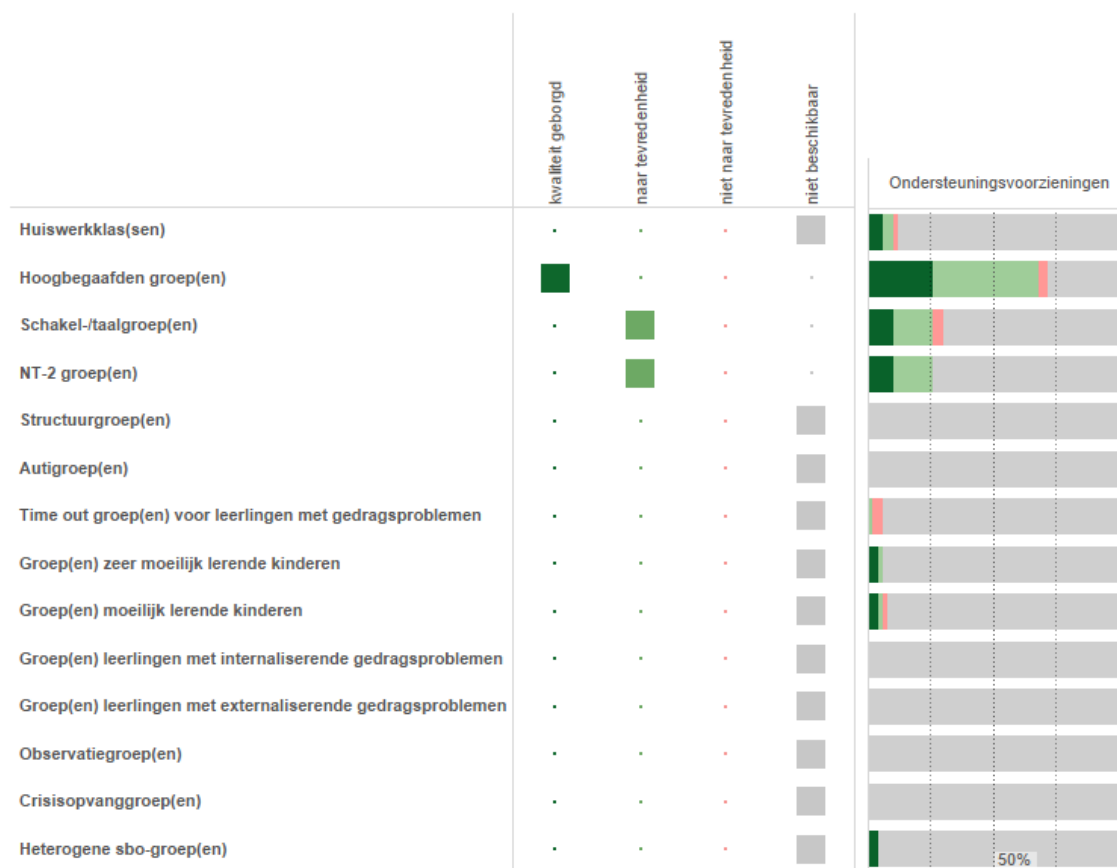 kwaliteit geborgd
naar tevredenheid
niet naar tevredenheid
niet beschikbaar
Ondersteuningsvoorzieningen
Huiswerkklas(sen)
Hoogbegaafden groep(en)
Schakel-/taalgroep(en)
NT-2 groep(en)
Structuurgroep(en)
Autigroep(en)
Time out groep(en) voor leerlingen met gedragsproblemen
Groep(en) zeer moeilijk lerende kinderen
Groep(en) moeilijk lerende kinderen
Groep(en) leerlingen met internaliserende gedragsproblemen
Groep(en) leerlingen met externaliserende gedragsproblemen
Observatiegroep(en)
Crisisopvanggroep(en)
Heterogene sbo-groep(en)
50%